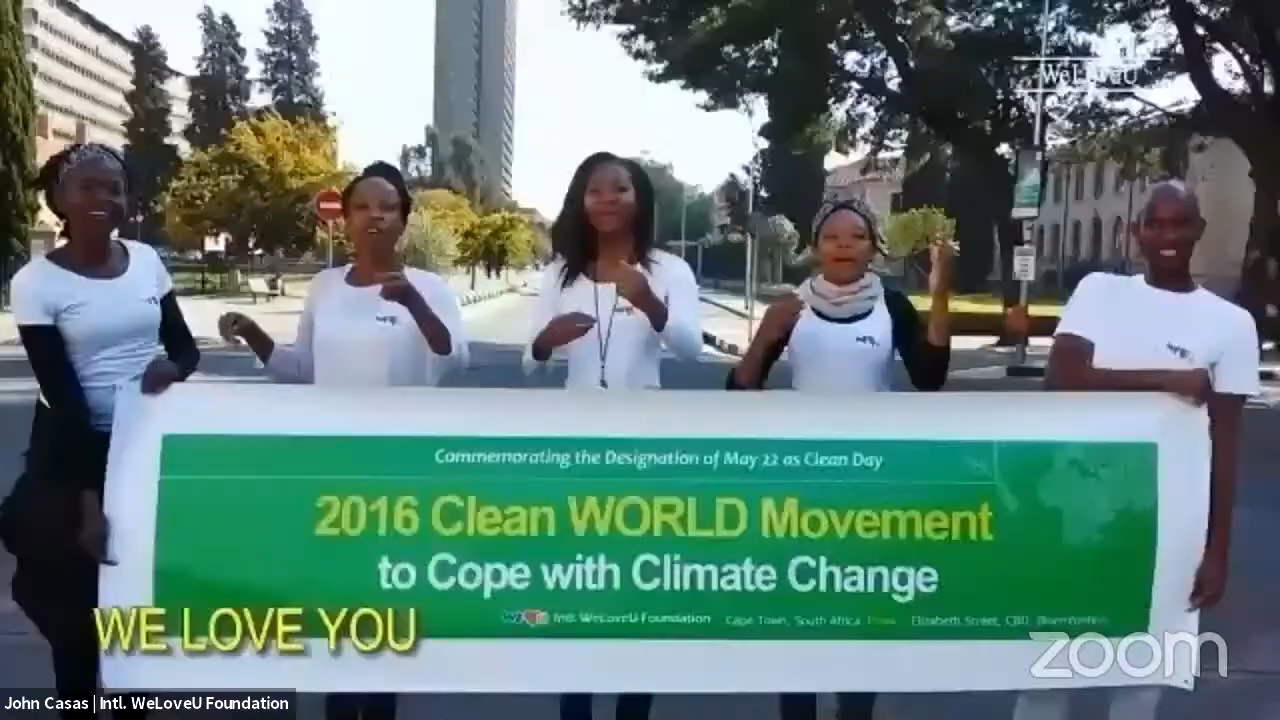 WeLoveU
Commemorating the Designation of May 22 as Clean Day
2016 Clean WORLD Movement
to Cope with Climate Change
Intl. WeLoveU Foundation Cape Town, South Africa Elizabeth Street, CBD,
WE LOVE YOU
zoom
John Casas | Intl. WeLoveU Foundation